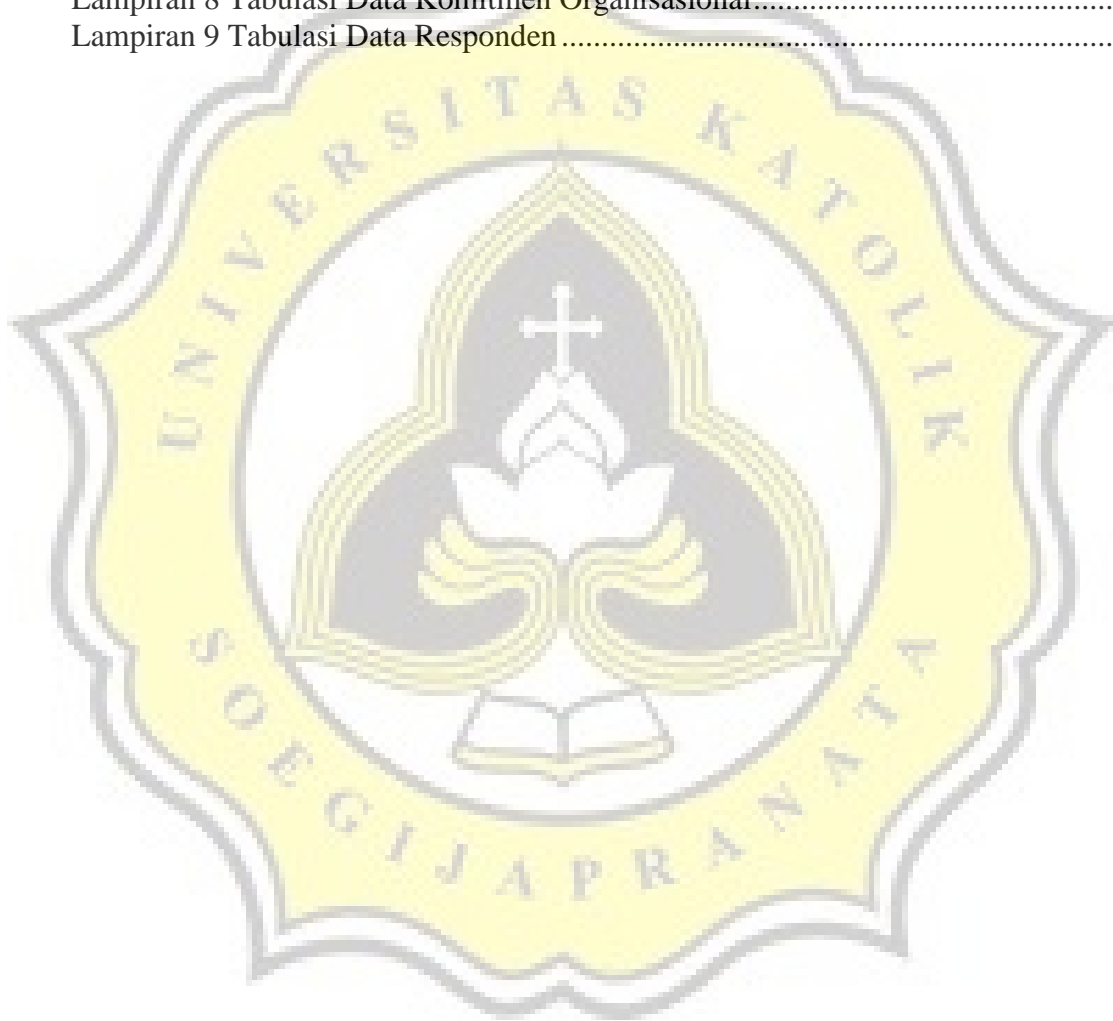 Lampiran 8 Tabulasi Data Komitmen Organisasional........................................
Lampiran 9 Tabulasi Data Responden................................................................
UNIVERSITAS KATOLIK
SOEGIJAPRANATA